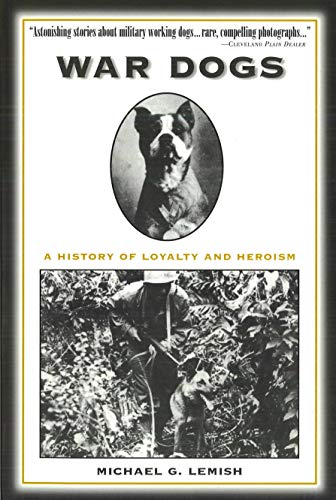 "Astonishing stories about military working dogs...rare, compelling photographs..."
—CLEVELAND PLAIN DEALER
WAR DOGS
A HISTORY OF LOYALTY AND HEROISM
MICHAEL G. LEMISH